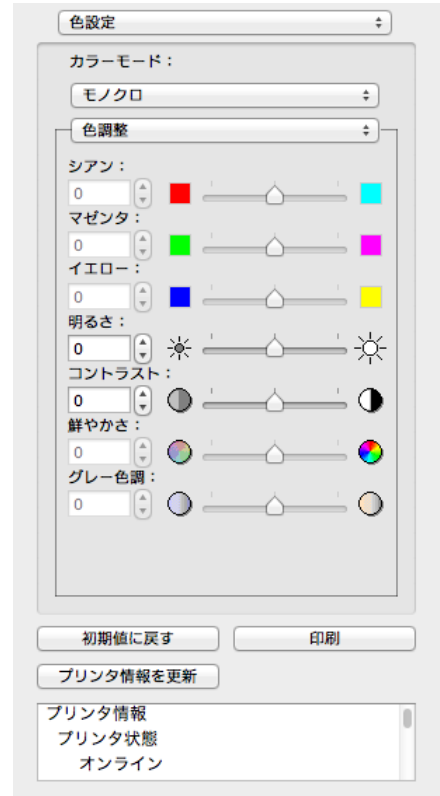 色設定
カラーモード：
モノクロ
色調整
シアン：
0
マゼンタ：
0
イエロー：
0
明るさ：
0
コントラスト：
0
鮮やかさ：
0
グレー色調：
0
初期値に戻す 印刷
プリンタ情報を更新
プリンタ情報
プリンタ状態
オンライン